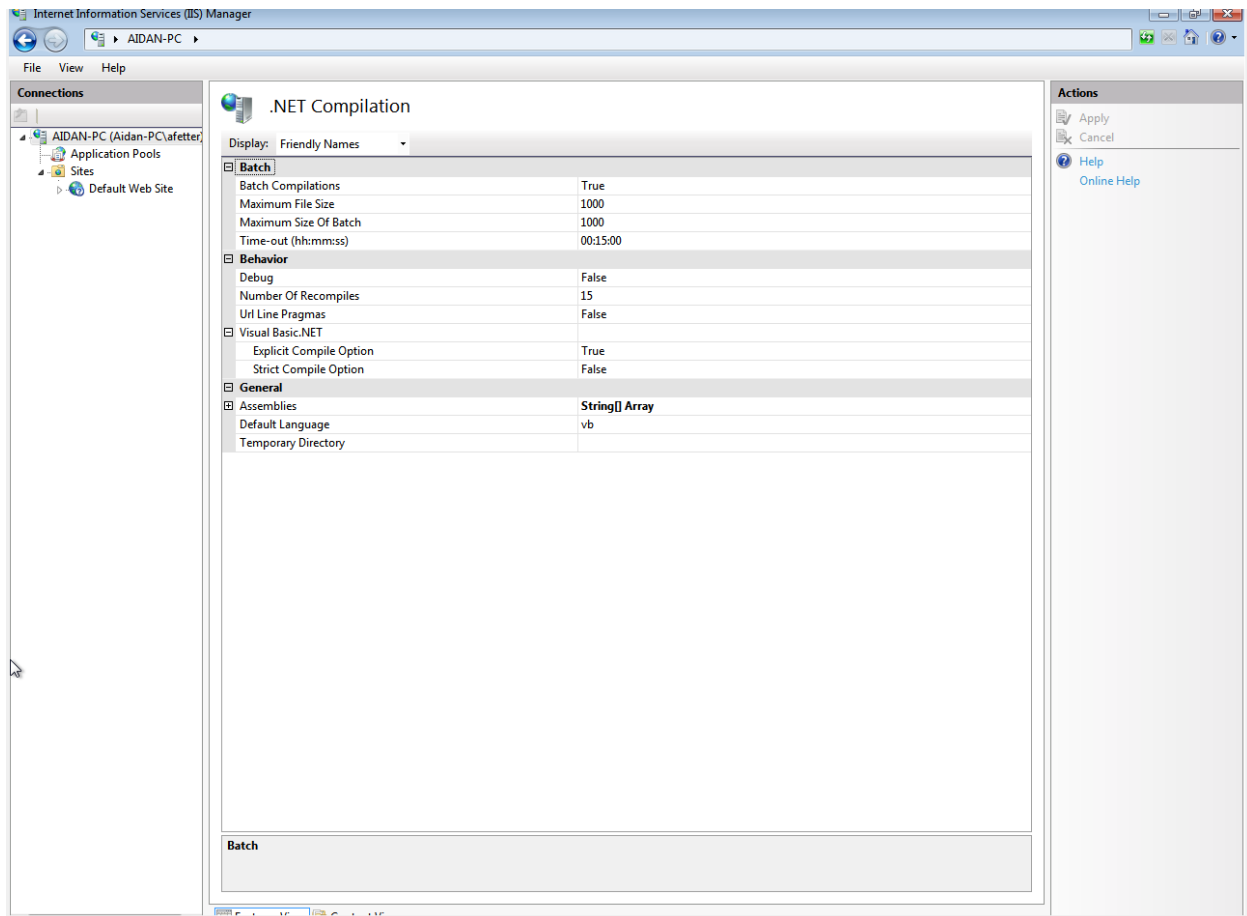 Internet Information Services (IIS) Manager
AIDAN-PC
File View Help
Connections
AIDAN-PC (Aidan-PC\afetter)
Application Pools
Sites
Default Web Site
.NET Compilation
Display: Friendly Names
Batch
Batch Compilations True
Maximum File Size 1000
Maximum Size Of Batch 1000
Time-out (hh:mm:ss) 00:15:00
Behavior
Debug False
Number Of Recompiles 15
Url Line Pragmas False
Visual Basic.NET
Explicit Compile Option True
Strict Compile Option False
General
Assemblies String[] Array
Default Language vb
Temporary Directory
Batch
Actions
Apply
Cancel
Help
Online Help